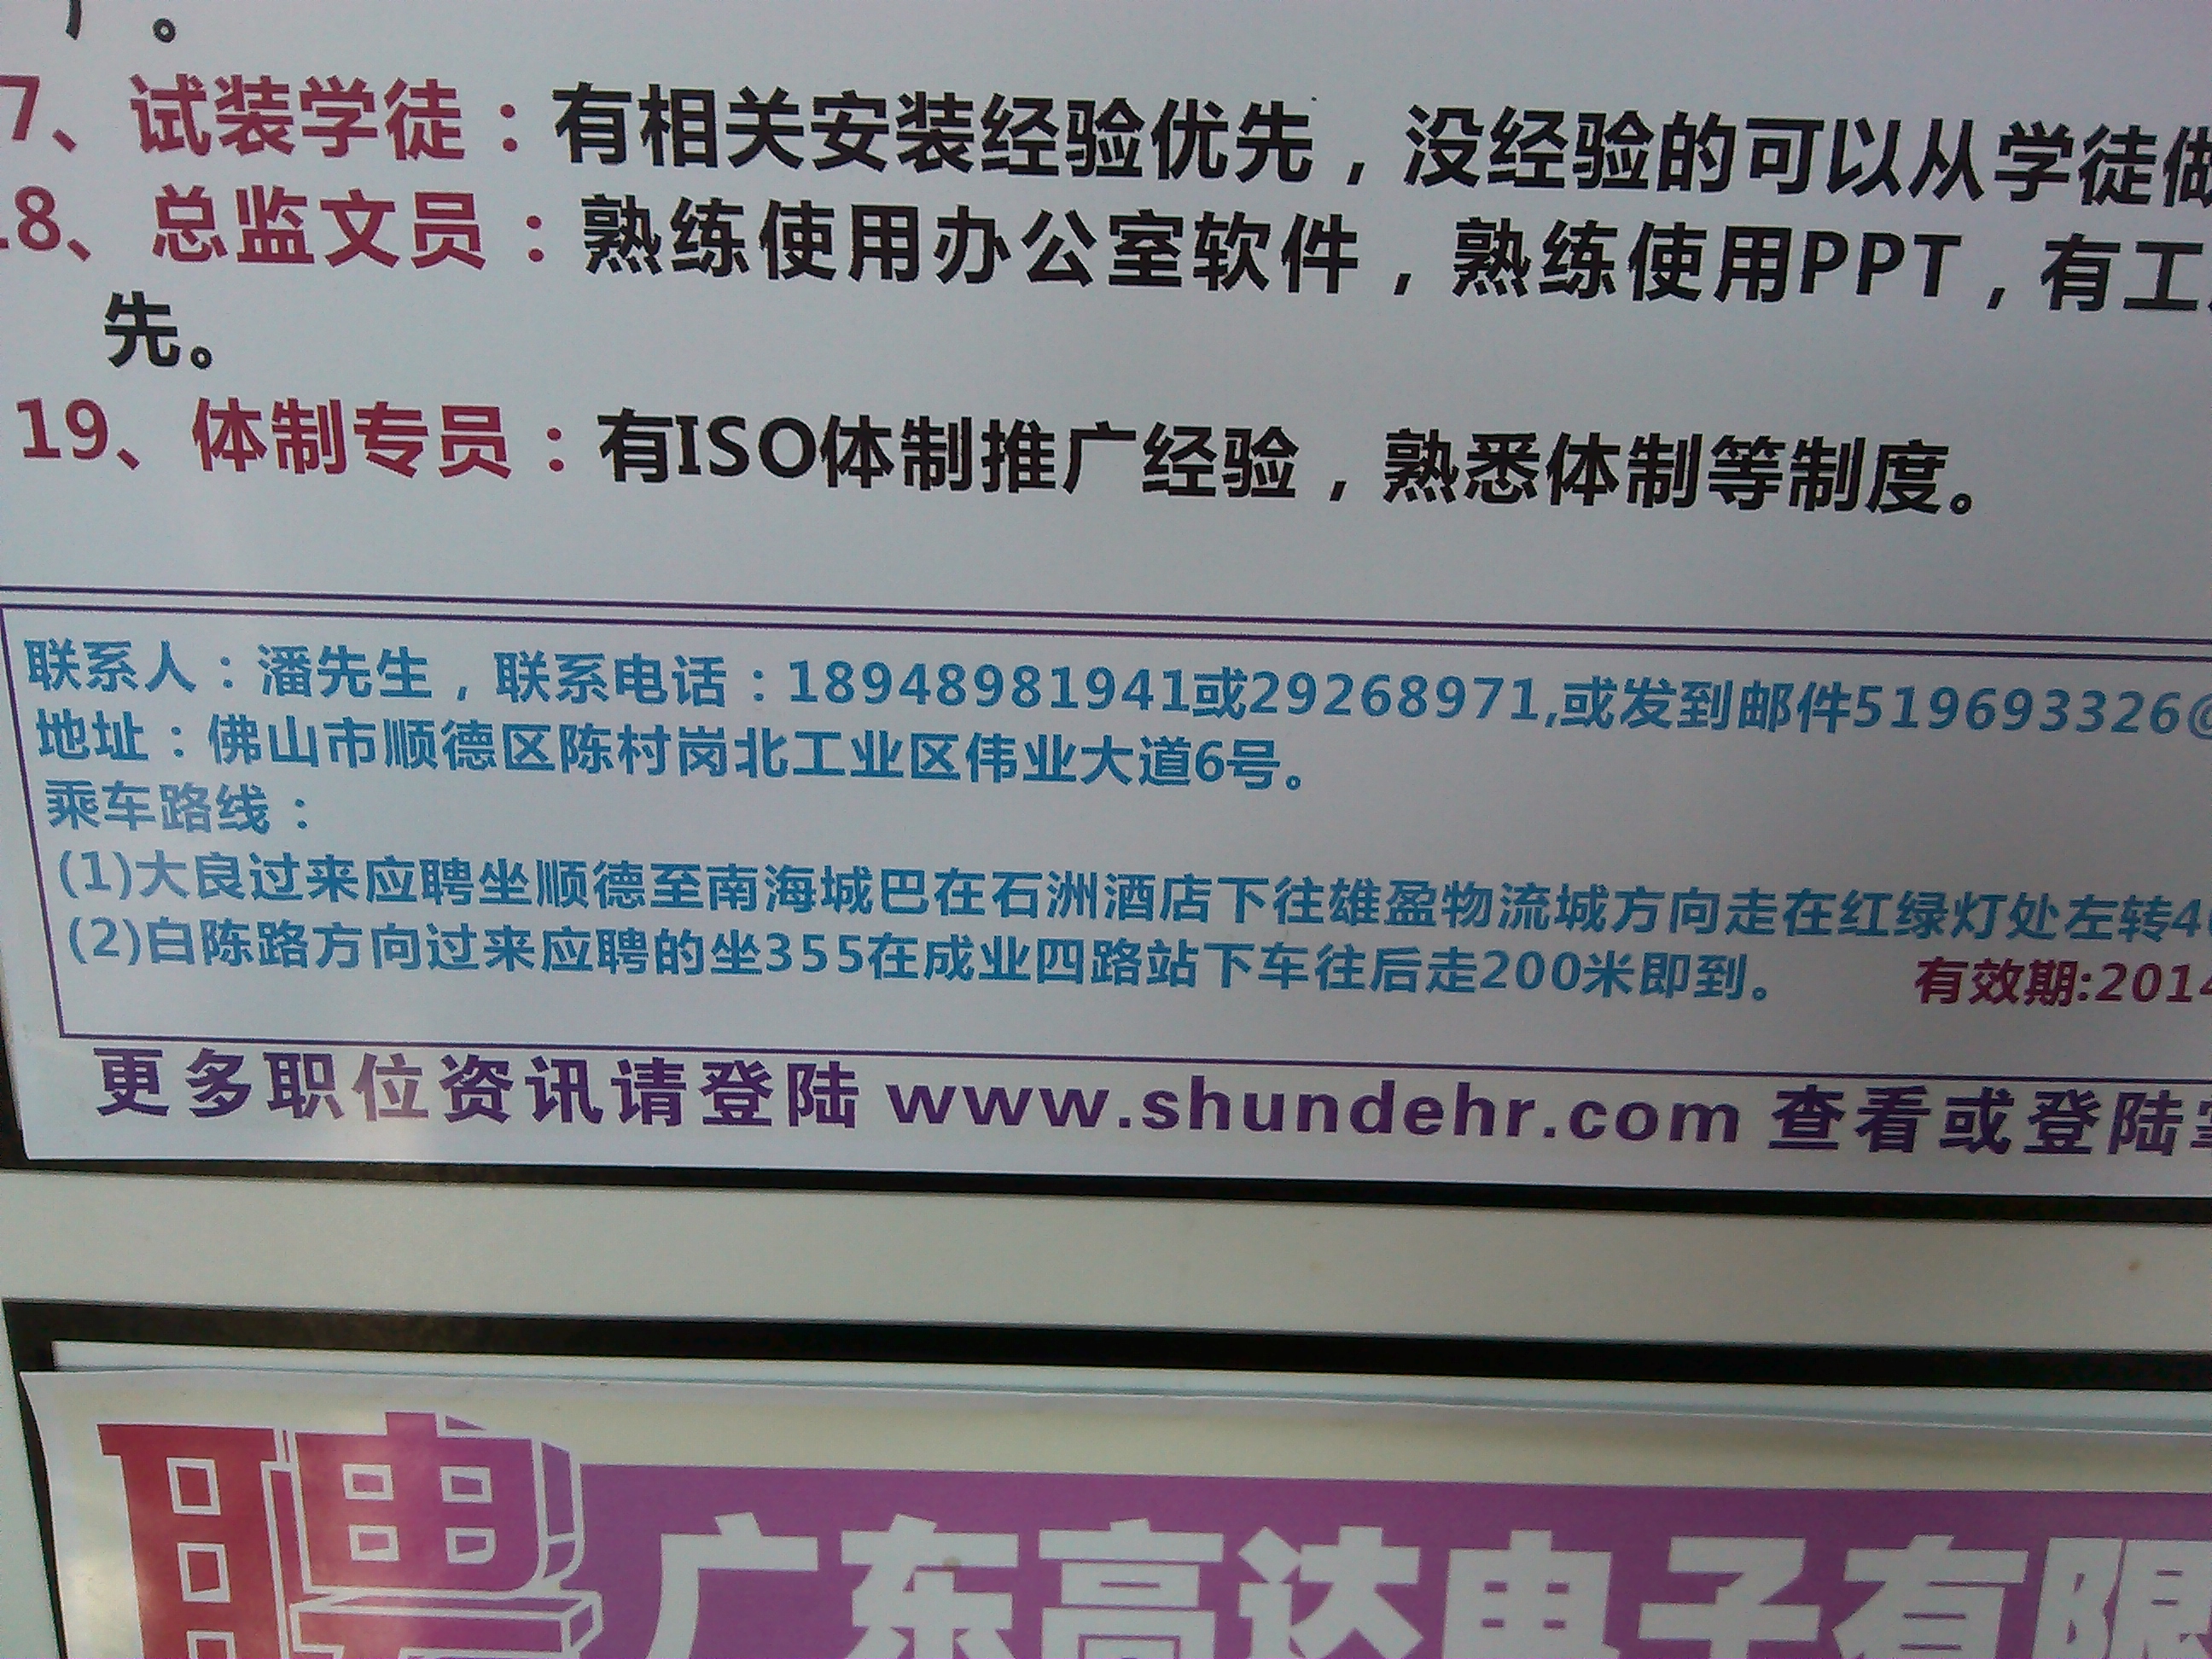 。
7、试装学徒：有相关安装经验优先，没经验的可以从学徒做
18、总监文员：熟练使用办公室软件，熟练使用PPT，有工
先。
19、体制专员：有ISO体制推广经验，熟悉体制等制度。
联系人：潘先生，联系电话：18948981941或29268971,或发到邮件519693326@
地址：佛山市顺德区陈村岗北工业区伟业大道6号。
乘车路线：
(1)大良过来应聘坐顺德至南海城巴在石洲酒店下往雄盈物流城方向走在红绿灯处左转4
(2)白陈路方向过来应聘的坐355在成业四路站下车往后走200米即到。 有效期:2014
更多职位资讯请登陆 www.shundehr.com 查看或登陆
聘 广东高达电子有限